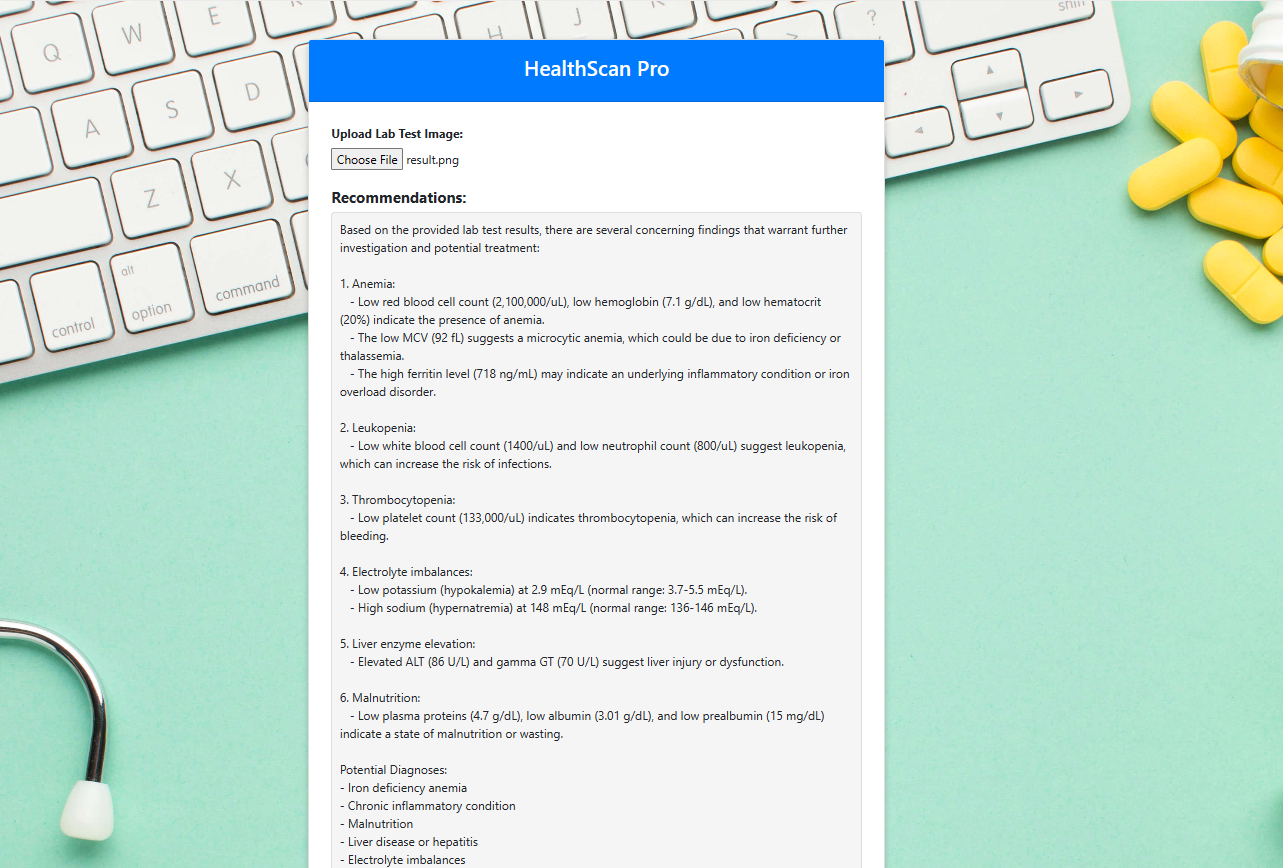 Q
W
E
H
J
K
?
shift
A
S
D
Z
X
alt
option
control
command
HealthScan Pro
Upload Lab Test Image:
Choose File result.png
Recommendations:
Based on the provided lab test results, there are several concerning findings that warrant further
investigation and potential treatment:
1. Anemia:
- Low red blood cell count (2,100,000/uL), low hemoglobin (7.1 g/dL), and low hematocrit
(20%) indicate the presence of anemia.
- The low MCV (92 fL) suggests a microcytic anemia, which could be due to iron deficiency or
thalassemia.
- The high ferritin level (718 ng/mL) may indicate an underlying inflammatory condition or iron
overload disorder.
2. Leukopenia:
- Low white blood cell count (1400/uL) and low neutrophil count (800/uL) suggest leukopenia,
which can increase the risk of infections.
3. Thrombocytopenia:
- Low platelet count (133,000/uL) indicates thrombocytopenia, which can increase the risk of
bleeding.
4. Electrolyte imbalances:
- Low potassium (hypokalemia) at 2.9 mEq/L (normal range: 3.7-5.5 mEq/L).
- High sodium (hypernatremia) at 148 mEq/L (normal range: 136-146 mEq/L).
5. Liver enzyme elevation:
- Elevated ALT (86 U/L) and gamma GT (70 U/L) suggest liver injury or dysfunction.
6. Malnutrition:
- Low plasma proteins (4.7 g/dL), low albumin (3.01 g/dL), and low prealbumin (15 mg/dL)
indicate a state of malnutrition or wasting.
Potential Diagnoses:
- Iron deficiency anemia
- Chronic inflammatory condition
- Malnutrition
- Liver disease or hepatitis
- Electrolyte imbalances